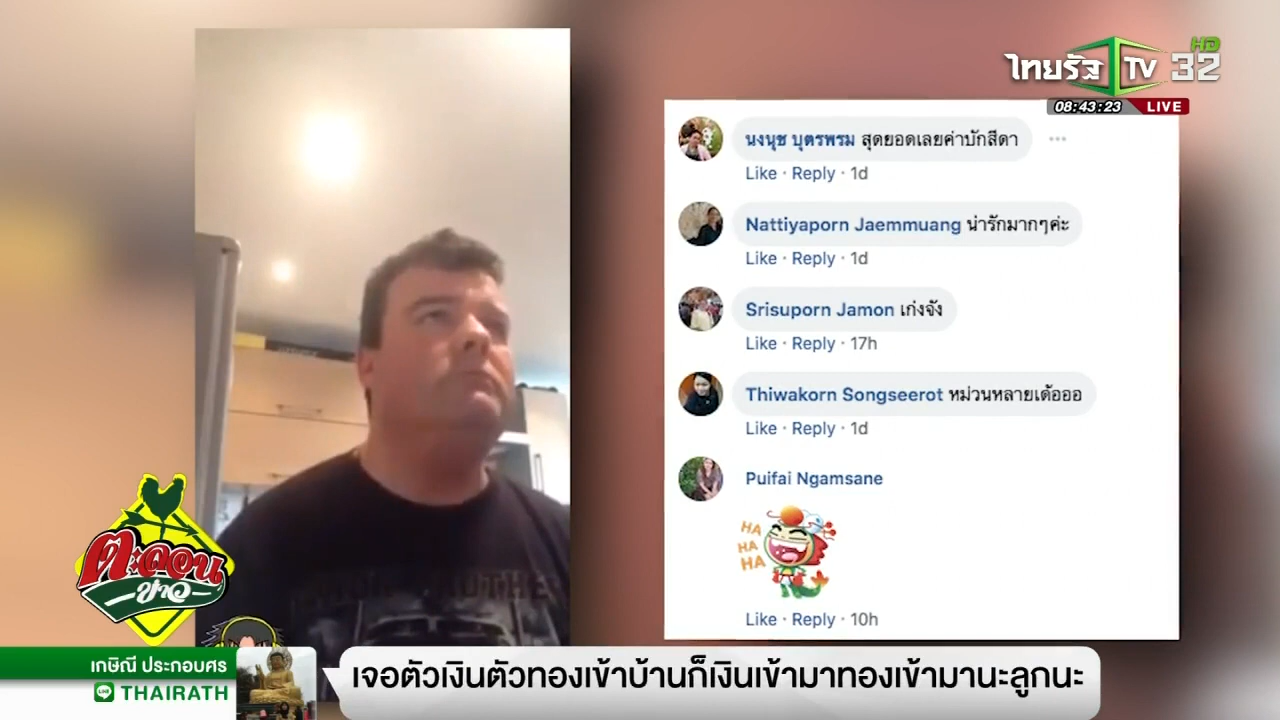 ไทยรัฐ TV HD 32
08:43:23 LIVE
นงนุช บุตรพรม สุดยอดเลยค่าบักสีดา
Like · Reply · 1d
Nattiyaporn Jaemmuang น่ารักมากๆค่ะ
Like · Reply · 1d
Srisuporn Jamon เก่งจัง
Like · Reply · 17h
Thiwakorn Songseerot หม่วนหลายเด้อออ
Like · Reply · 1d
Puifai Ngamsane
HA
HA
HA
Like · Reply · 10h
ตะลอน
ข่าว
เกษิณี ประกอบศร
LINE THAIRATH
เจอตัวเงินตัวทองเข้าบ้านก็เงินเข้ามาทองเข้ามานะลูกนะ